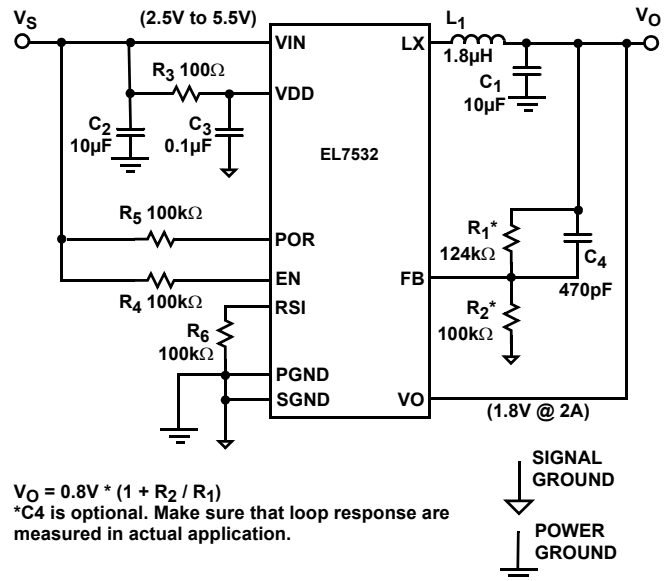 VS
(2.5V to 5.5V)
L1
VO
VIN
LX
1.8µH
R3 100Ω
C1
10µF
VDD
C2
10µF
C3
0.1µF
EL7532
R5 100kΩ
R1*
124kΩ
POR
C4
470pF
EN
FB
R4 100kΩ
RSI
R2*
100kΩ
R6
100kΩ
PGND
SGND
VO
(1.8V @ 2A)
SIGNAL
GROUND
VO = 0.8V * (1 + R2 / R1)
*C4 is optional. Make sure that loop response are
measured in actual application.
POWER
GROUND